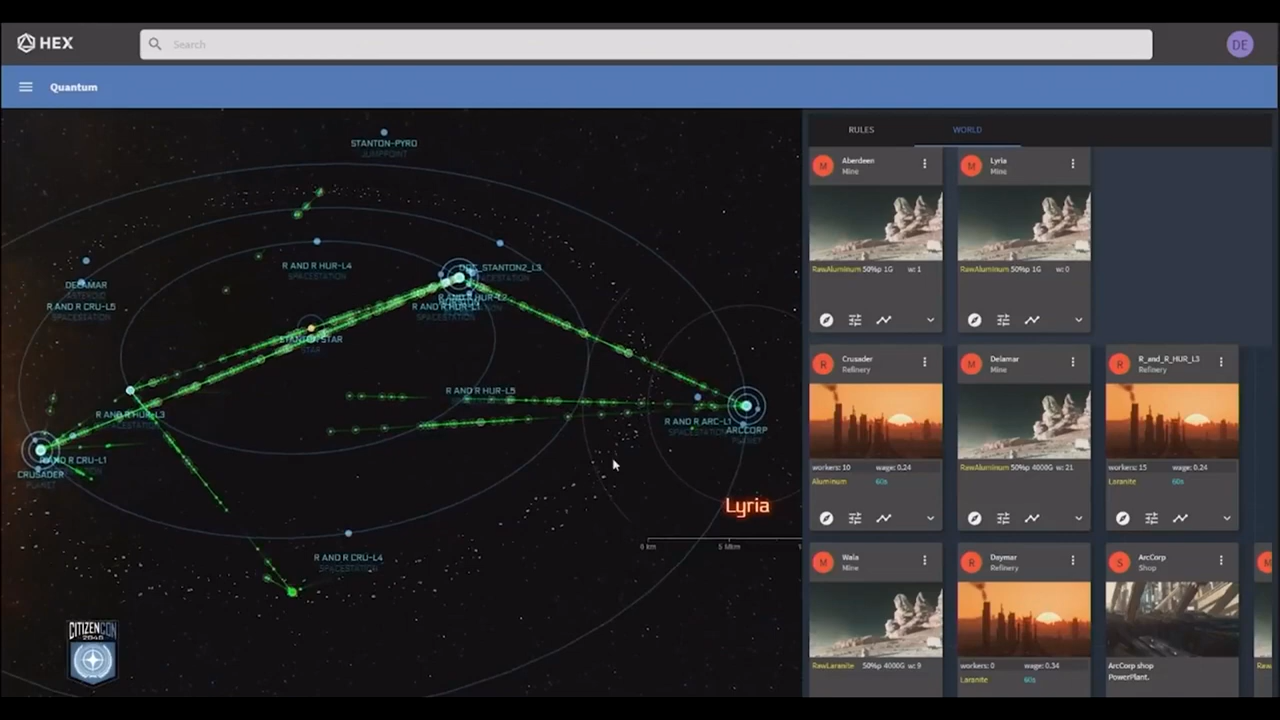 HEX
Search
DE
Quantum
RULES
WORLD
STANTON-PYRO
JUMPPOINT
R AND R HUR-L4
SPACESTATION
DELAMAR
ASTEROID
R AND R CRU-L5
SPACESTATION
STANTON2_L3
R AND R HUR-L5
R AND R HUR-L3
R AND R ARC-L1
SPACESTATION
ARCCORP
PLANET
CRUSADER
PLANET
R AND R CRU-L4
SPACESTATION
STAR
Lyria
0 km
CITIZENCON
M
Aberdeen
Mine
RawAluminum 50%p 1G w: 1
M
Lyria
Mine
RawAluminum 50%p 1G w: 0
R
Crusader
Refinery
workers: 10 wage: 0.24
Aluminum 60s
M
Delamar
Mine
RawAluminum 50%p 4000G w: 21
R
R_and_R_HUR_L3
Refinery
workers: 15 wage: 0.24
Laranite 60s
M
Wala
Mine
RawLaranite 50%p 4000G w: 9
R
Daymar
Refinery
workers: 0 wage: 0.34
Laranite 60s
S
ArcCorp
Shop
ArcCorp shop
PowerPlant.